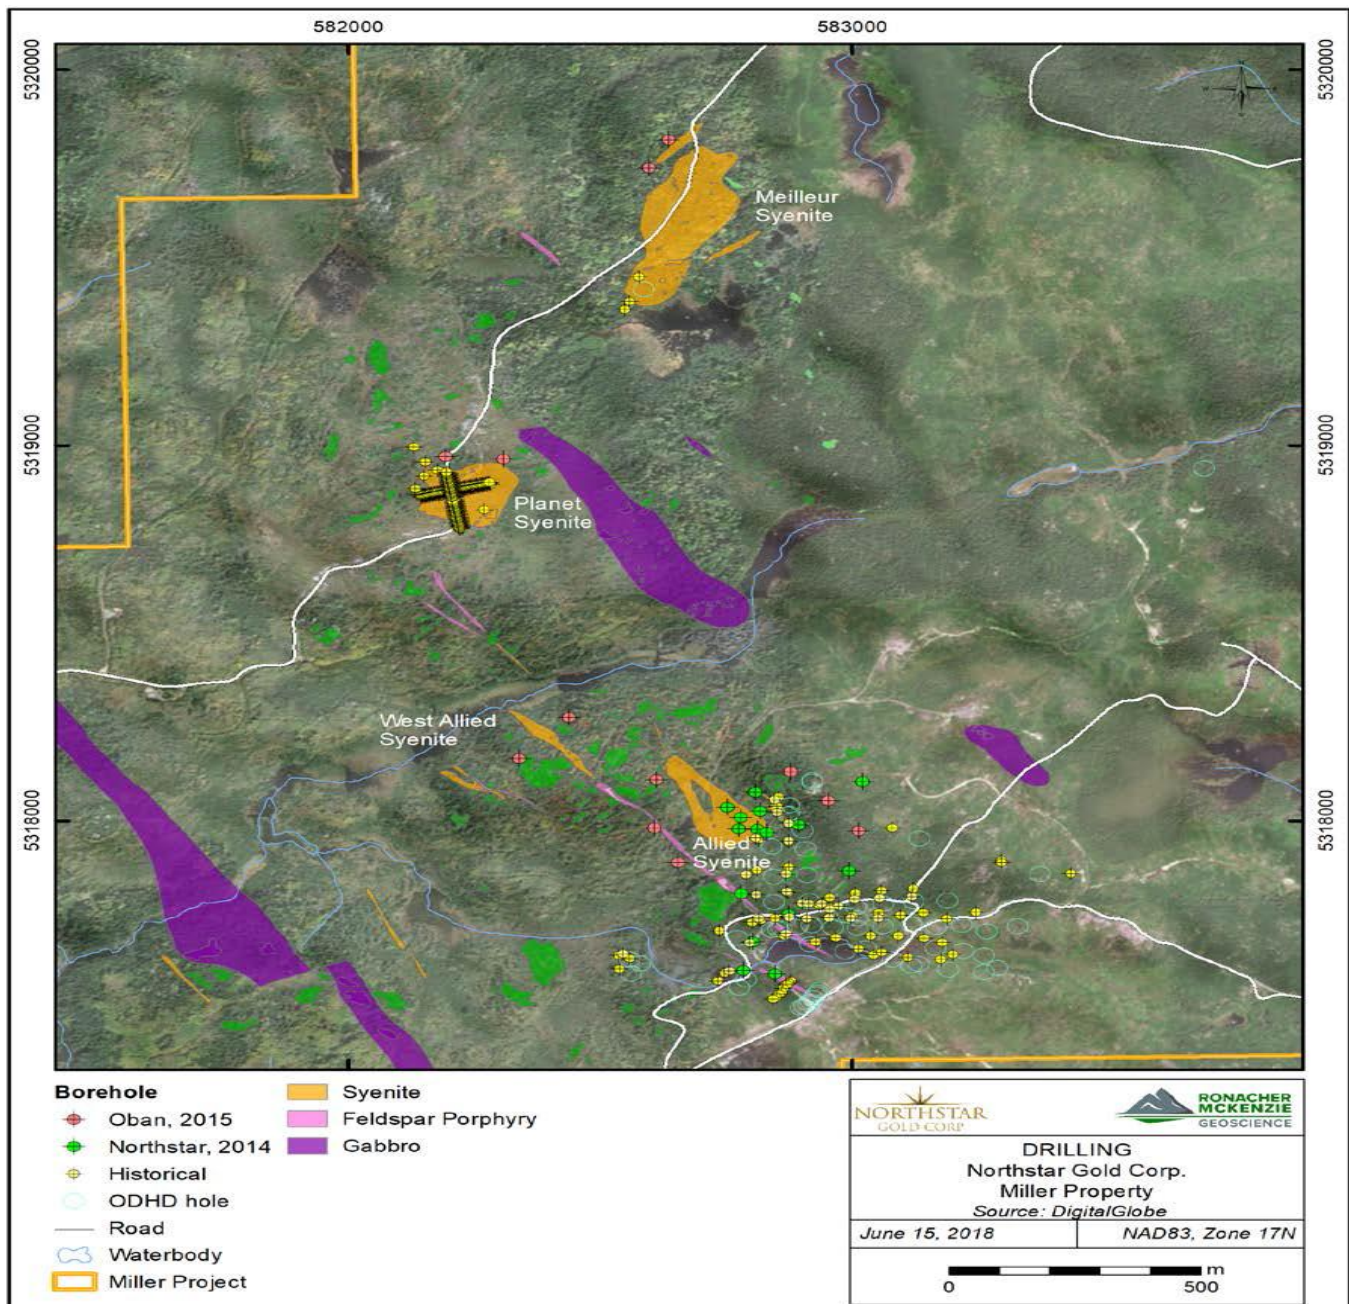 582000
583000
5320000
5320000
Meilleur
Syenite
5319000
5319000
Planet
Syenite
West Allied
Syenite
5318000
5318000
Allied
Syenite
Borehole
Oban, 2015
Northstar, 2014
Historical
ODHD hole
Road
Waterbody
Miller Project
Syenite
Feldspar Porphyry
Gabbro
NORTHSTAR
GOLD CORP
RONACHER
MCKENZIE
GEOSCIENCE
DRILLING
Northstar Gold Corp.
Miller Property
Source: DigitalGlobe
June 15, 2018
NAD83, Zone 17N
m
0
500